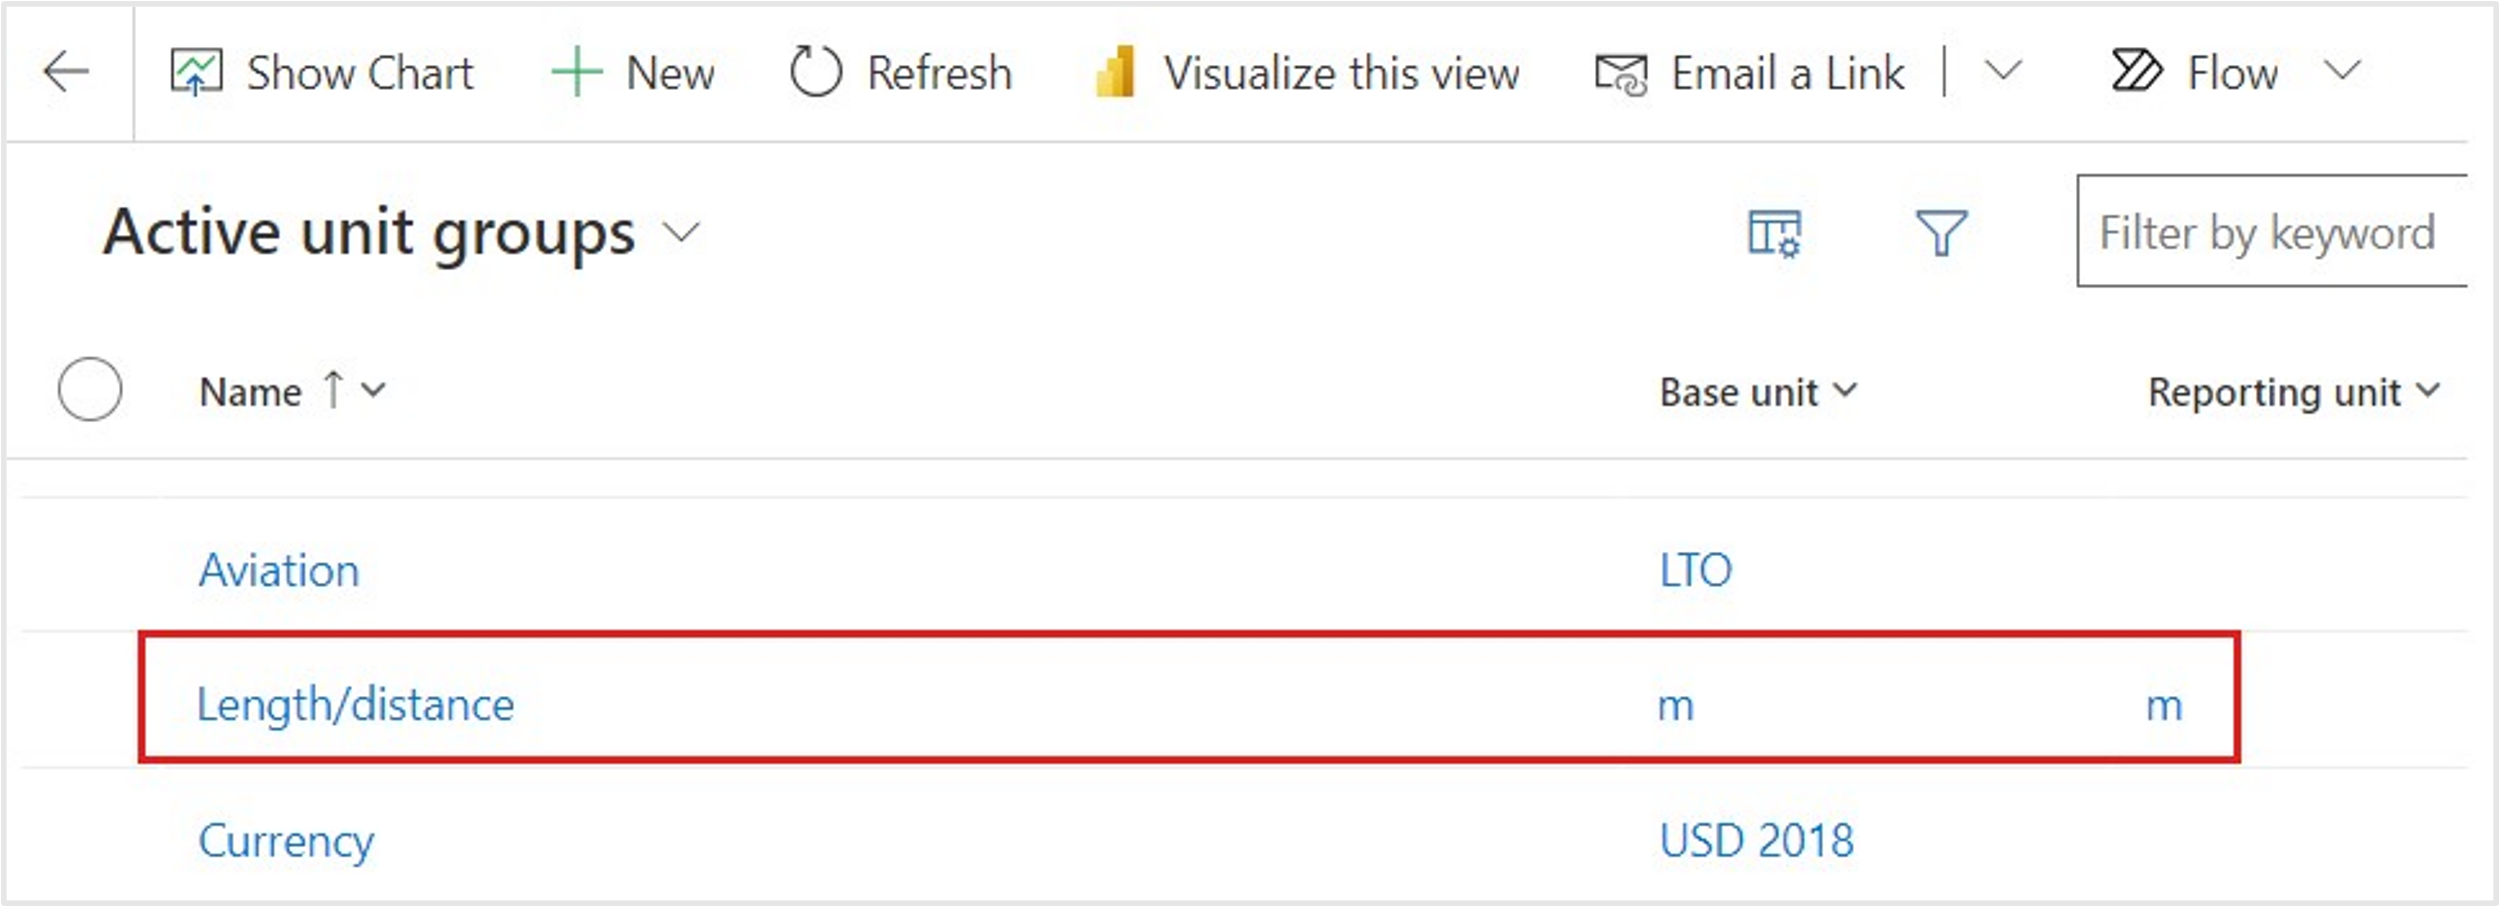 Show Chart New Refresh Visualize this view Email a Link Flow
Active unit groups Filter by keyword
Name Base unit Reporting unit
Aviation LTO
Length/distance m m
Currency USD 2018